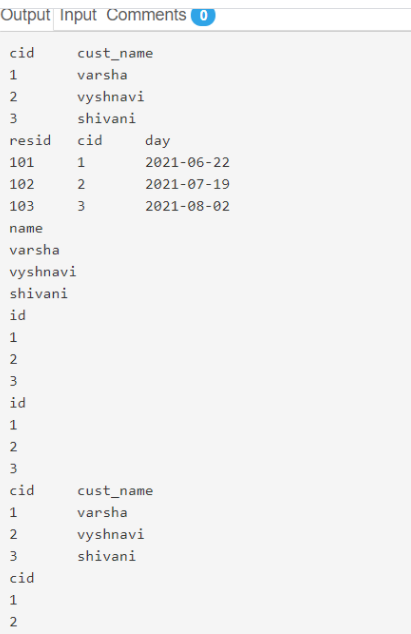 Output Input Comments 0
cid cust_name
1 varsha
2 vyshnavi
3 shivani
resid cid day
101 1 2021-06-22
102 2 2021-07-19
103 3 2021-08-02
name
varsha
vyshnavi
shivani
id
1
2
3
id
1
2
3
cid cust_name
1 varsha
2 vyshnavi
3 shivani
cid
1
2